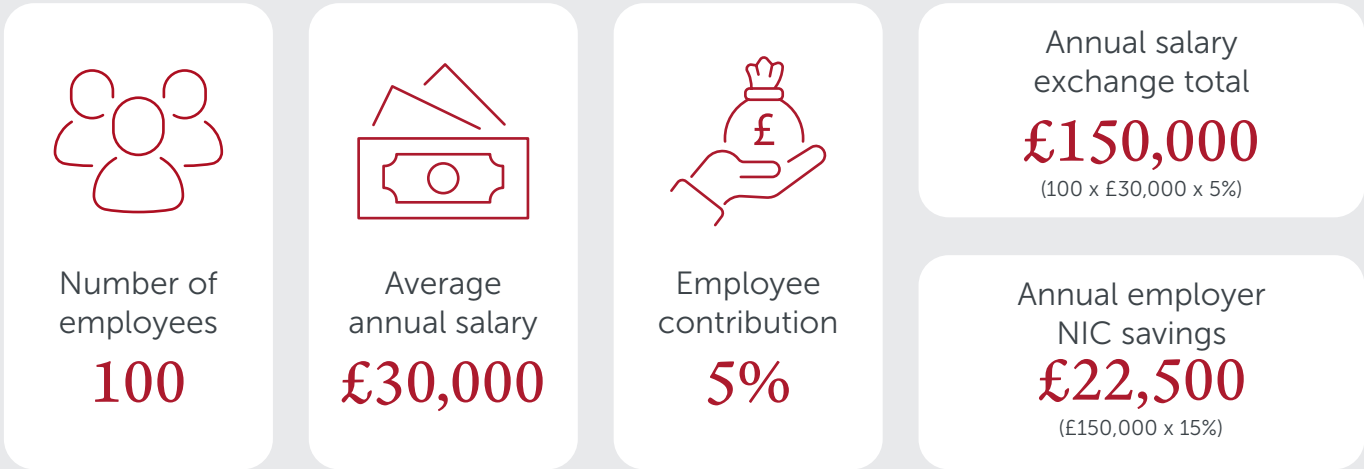 Number of
employees
100
Average
annual salary
£30,000
£
Employee
contribution
5%
Annual salary
exchange total
£150,000
(100 x £30,000 x 5%)
Annual employer
NIC savings
£22,500
(£150,000 x 15%)